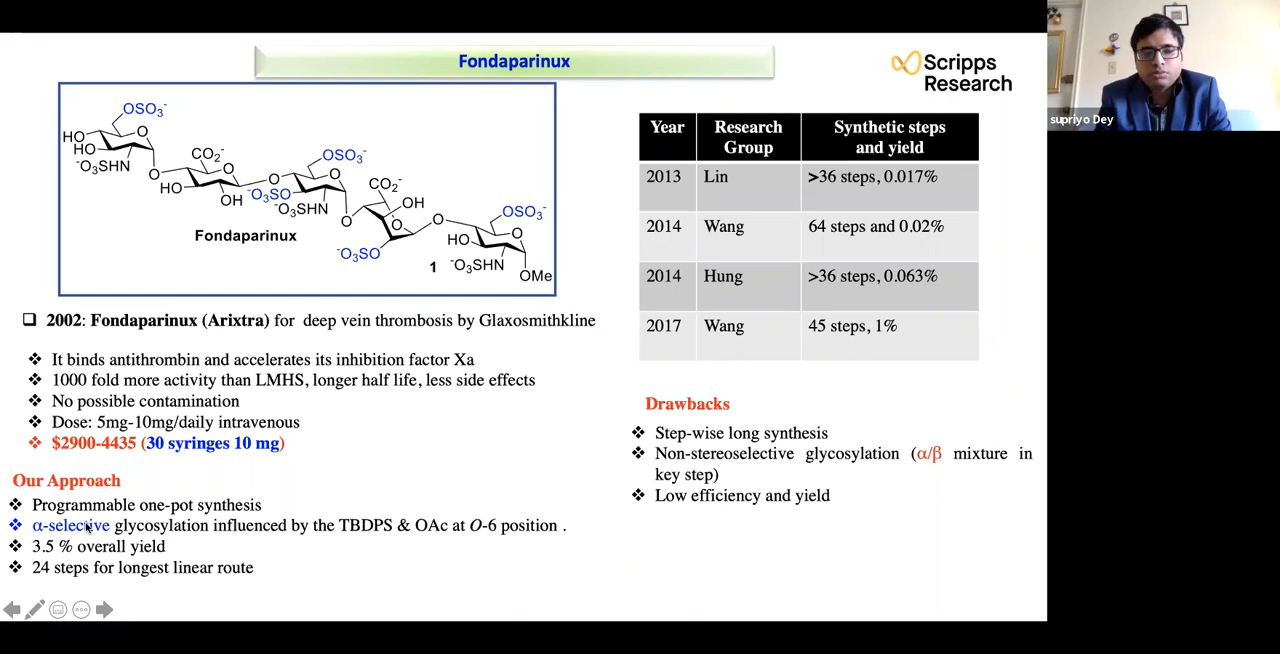 Fondaparinux
Scripps
Research
supriyo Dey
OSO3-
HO
HO
O
-O3SHN
O
CO2-
O
HO
OH
O
OSO3-
-O3SO
O
-O3SHN
O
CO2-
OH
O
-O3SO
O
OSO3-
HO
O
-O3SHN
OMe
Fondaparinux
1
2002: Fondaparinux (Arixtra) for deep vein thrombosis by Glaxosmithkline
It binds antithrombin and accelerates its inhibition factor Xa
1000 fold more activity than LMHS, longer half life, less side effects
No possible contamination
Dose: 5mg-10mg/daily intravenous
$2900-4435 (30 syringes 10 mg)
Our Approach
Programmable one-pot synthesis
α-selective glycosylation influenced by the TBDPS & OAc at O-6 position .
3.5 % overall yield
24 steps for longest linear route
Year Research Group Synthetic steps and yield
2013 Lin >36 steps, 0.017%
2014 Wang 64 steps and 0.02%
2014 Hung >36 steps, 0.063%
2017 Wang 45 steps, 1%
Drawbacks
Step-wise long synthesis
Non-stereoselective glycosylation (α/β mixture in
key step)
Low efficiency and yield